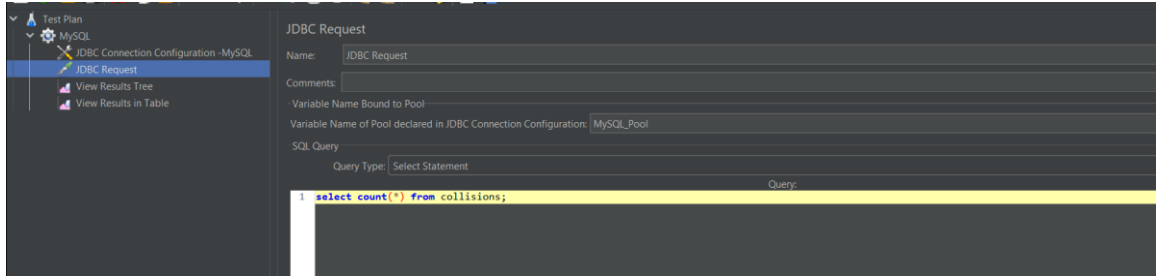 Test Plan
MySQL
JDBC Connection Configuration -MySQL
JDBC Request
View Results Tree
View Results in Table
JDBC Request
Name: JDBC Request
Comments:
Variable Name Bound to Pool
Variable Name of Pool declared in JDBC Connection Configuration: MySQL_Pool
SQL Query
Query Type: Select Statement
Query:
1 select count(*) from collisions;